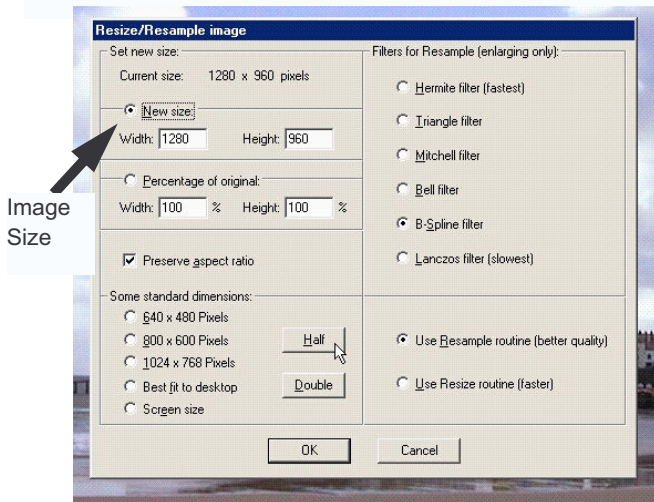 Resize/Resample image
Set new size:
Current size: 1280 x 960 pixels
New size:
Width: 1280 Height: 960
Percentage of original:
Width: 100 % Height: 100 %
Preserve aspect ratio
Some standard dimensions:
640 x 480 Pixels
800 x 600 Pixels
Half
1024 x 768 Pixels
Best fit to desktop
Double
Screen size
Filters for Resample (enlarging only):
Hermite filter (fastest)
Triangle filter
Mitchell filter
Bell filter
B-Spline filter
Lanczos filter (slowest)
Use Resample routine (better quality)
Use Resize routine (faster)
OK Cancel
Image
Size